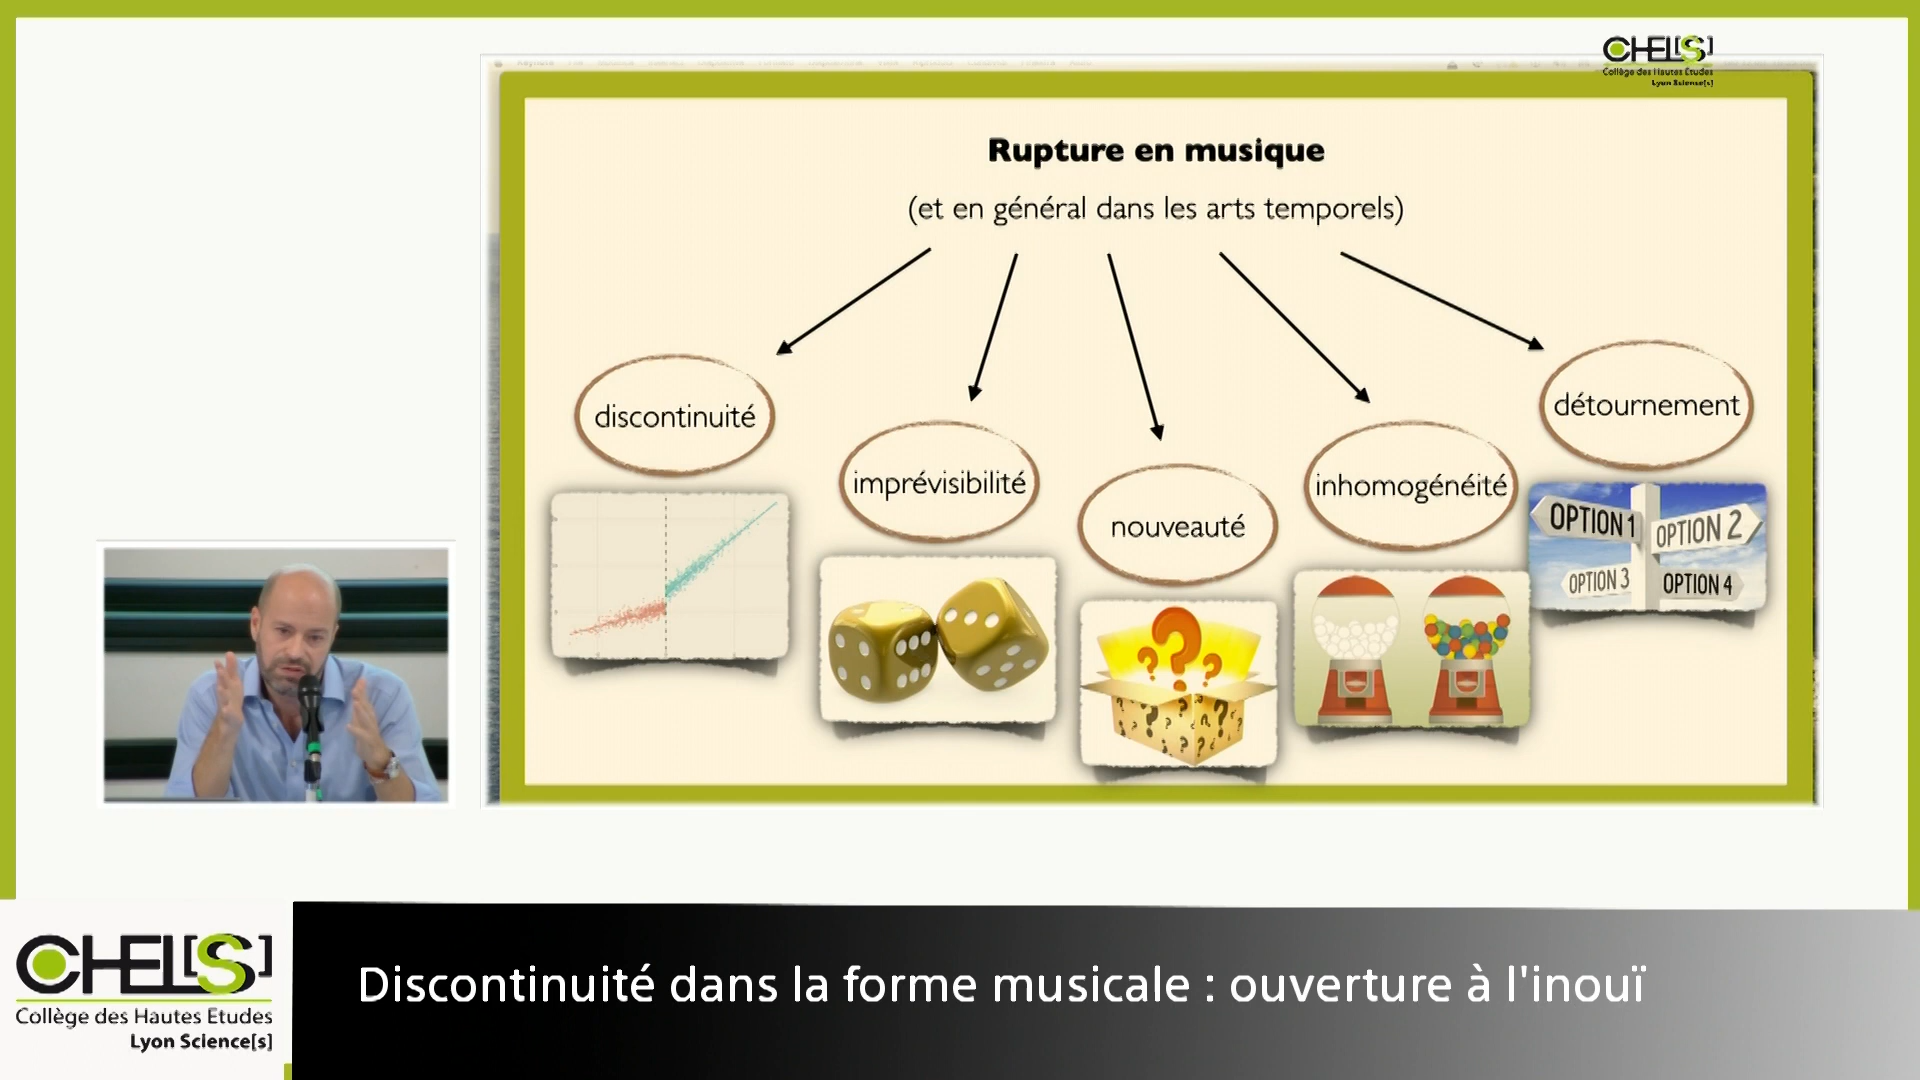 CHEL[S]
Collège des Hautes Études
Lyon Science[s]
Rupture en musique
(et en général dans les arts temporels)
discontinuité
imprévisibilité
nouveauté
inhomogénéité
détournement
OPTION 1
OPTION 2
OPTION 3
OPTION 4
? ? ?
CHEL[S]
Collège des Hautes Etudes
Lyon Science[s]
Discontinuité dans la forme musicale : ouverture à l'inouï